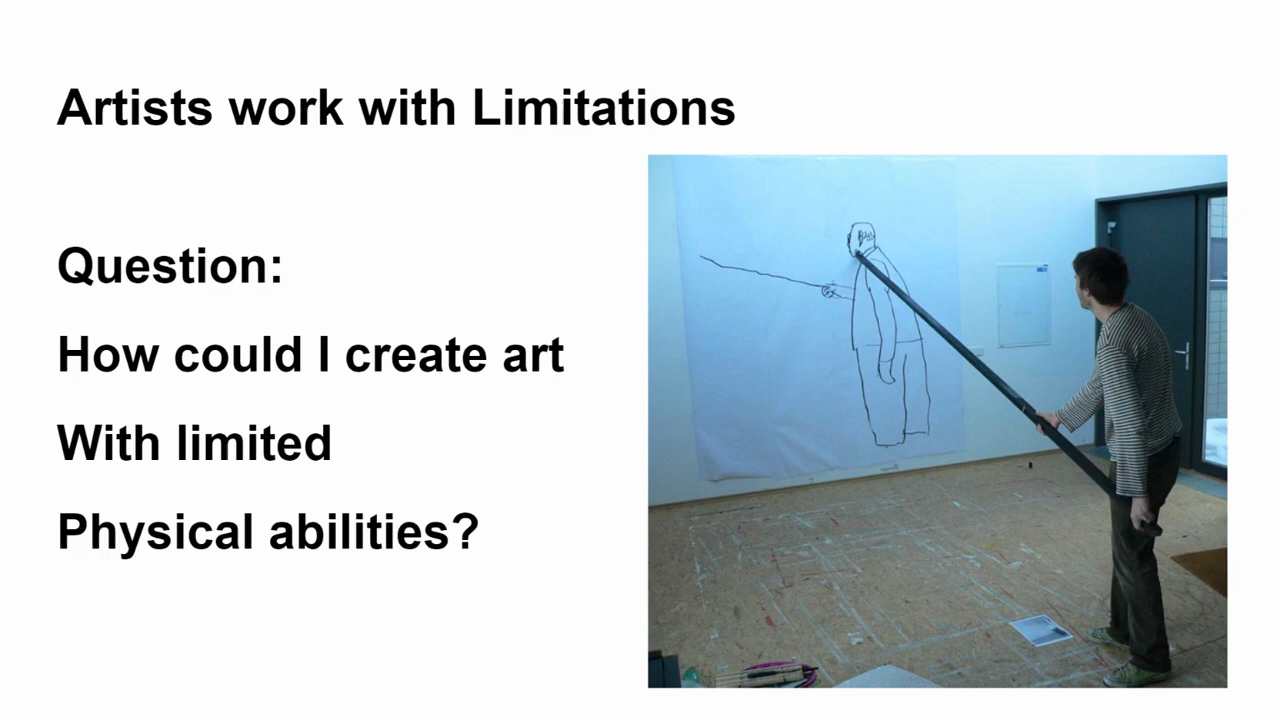 Artists work with Limitations
Question:
How could I create art
With limited
Physical abilities?